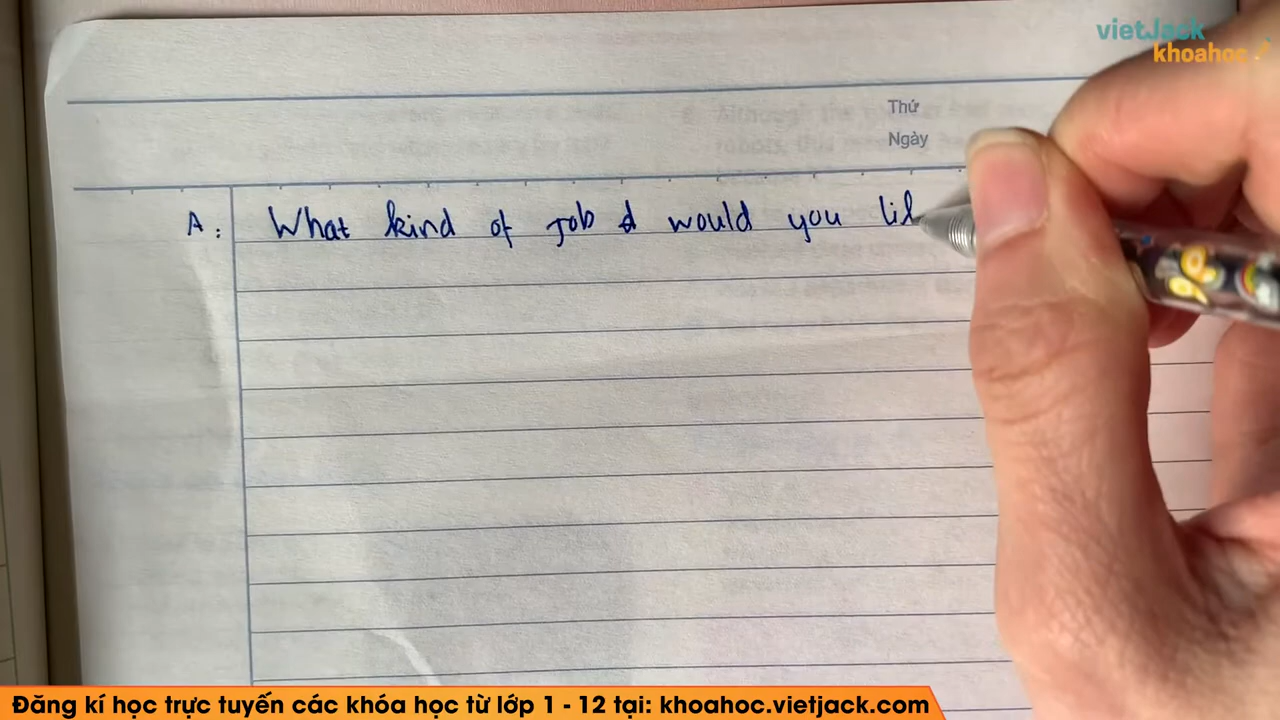 vietJack
khoahoc
Thứ
Ngày
A: What kind of Job d would you lik
Đăng kí học trực tuyến các khóa học từ lớp 1 - 12 tại: khoahoc.vietjack.com